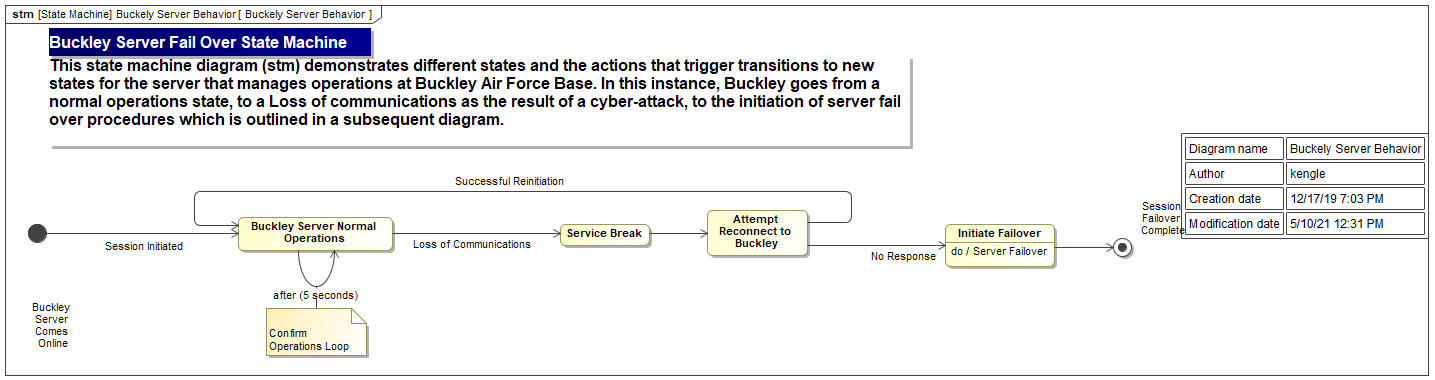 stm [State Machine] Buckely Server Behavior [ Buckely Server Behavior ]
Buckley Server Fail Over State Machine
This state machine diagram (stm) demonstrates different states and the actions that trigger transitions to new
states for the server that manages operations at Buckley Air Force Base. In this instance, Buckley goes from a
normal operations state, to a Loss of communications as the result of a cyber-attack, to the initiation of server fail
over procedures which is outlined in a subsequent diagram.
Diagram name Buckely Server Behavior
Author kengle
Creation date 12/17/19 7:03 PM
Modification date 5/10/21 12:31 PM
Successful Reinitiation
Session Initiated
Buckley Server Normal
Operations
Loss of Communications
Service Break
Attempt
Reconnect to
Buckley
No Response
Initiate Failover
do / Server Failover
Session
Failover
Complete
after (5 seconds)
Confirm
Operations Loop
Buckley
Server
Comes
Online